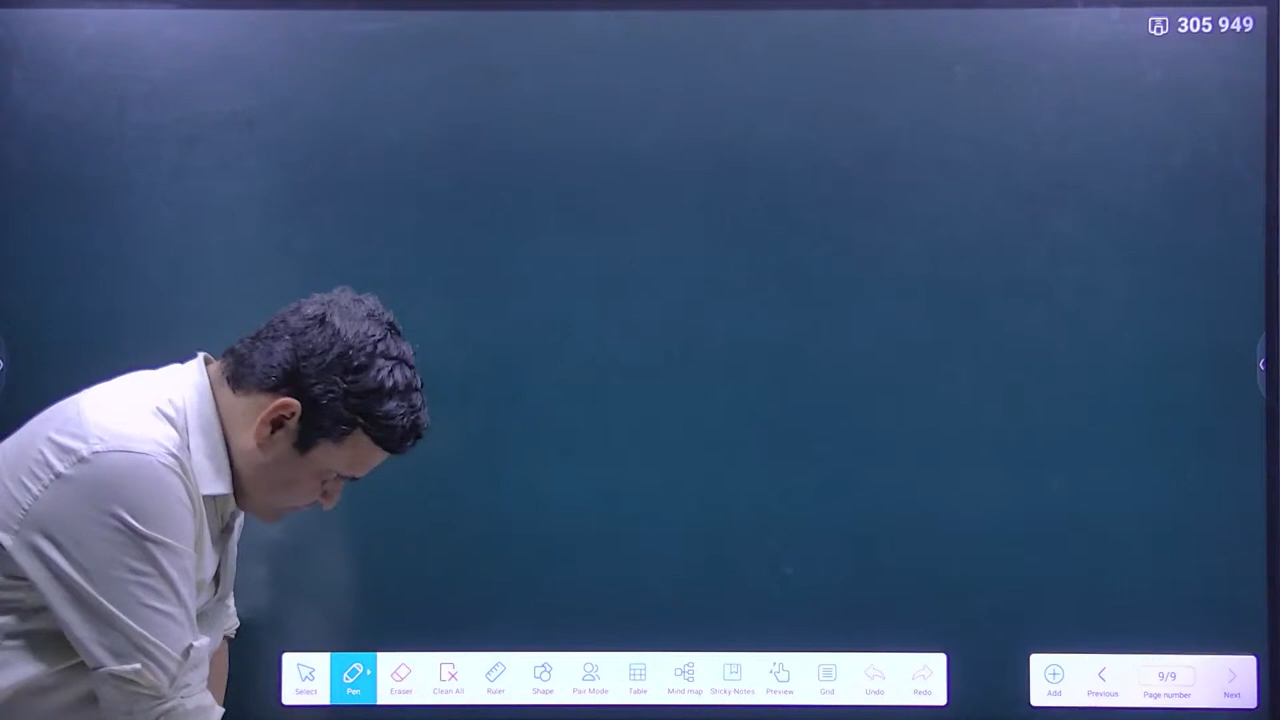 305 949
Select Pen Eraser Clean All Ruler Shape Pair Mode Table Mind map Sticky-Notes Preview Grid Undo Redo
Add Previous 9/9 Page number Next